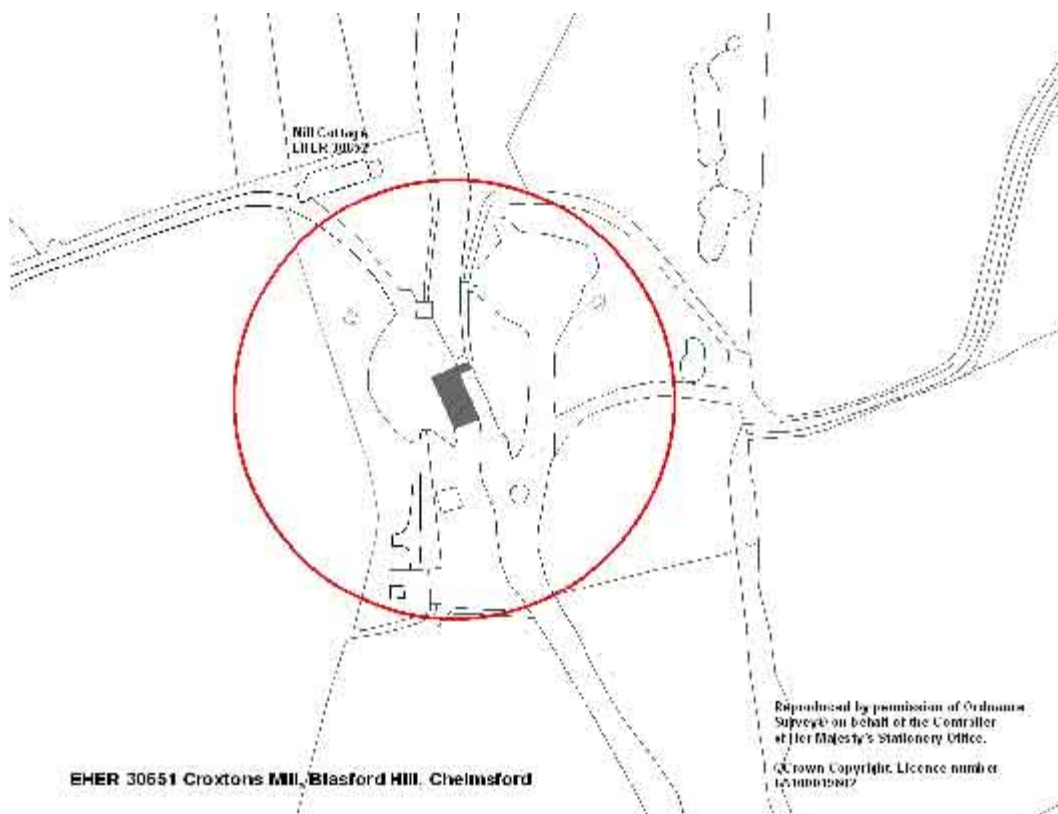 Mill Cottage
EHER 30652
Reproduced by permission of Ordnance
Survey® on behalf of the Controller
of Her Majesty's Stationery Office.
©Crown Copyright. Licence number
EHER 30651 Croxtons Mill, Blasford Hill, Chelmsford